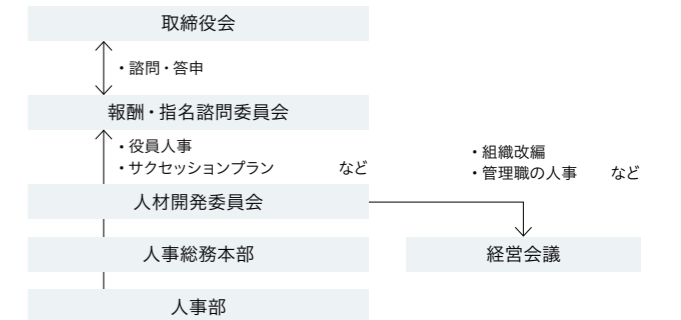 取締役会
・諮問・答申
報酬・指名諮問委員会
・役員人事
・サクセッションプラン など
・組織改編
・管理職の人事 など
人材開発委員会
人事総務本部
経営会議
人事部